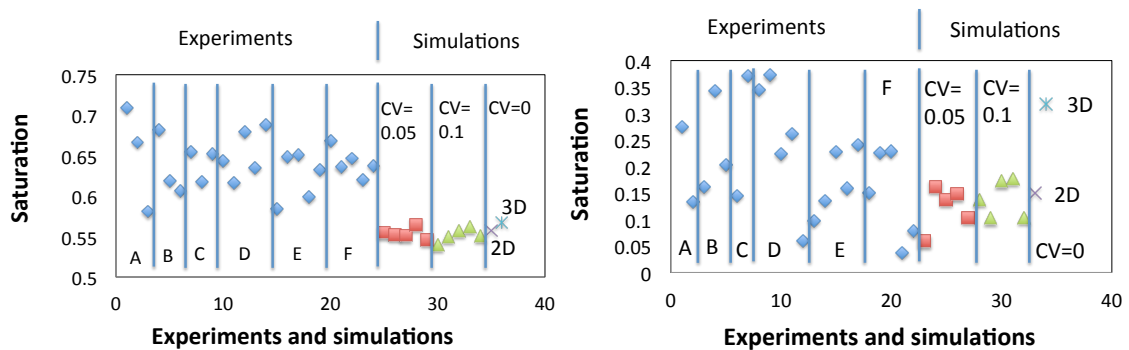 Experiments
Simulations
0.75
0.7
0.65
0.6
0.55
0.5
Saturation
CV=
0.05
CV=
0.1
CV=0
3D
2D
A
B
C
D
E
F
0
10
20
30
40
Experiments and simulations
Experiments
Simulations
0.4
0.35
0.3
0.25
0.2
0.15
0.1
0.05
0
Saturation
F
CV=
0.05
CV=
0.1
3D
2D
A
B
C
D
E
CV=0
0
10
20
30
40
Experiments and simulations